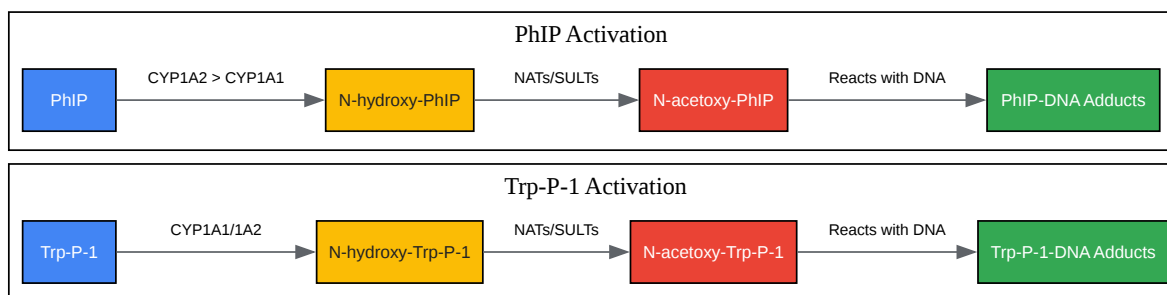 PhIP Activation
CYP1A2 > CYP1A1
NATs/SULTs
Reacts with DNA
PhIP
N-hydroxy-PhIP
N-acetoxy-PhIP
PhIP-DNA Adducts
Trp-P-1 Activation
CYP1A1/1A2
NATs/SULTs
Reacts with DNA
Trp-P-1
N-hydroxy-Trp-P-1
N-acetoxy-Trp-P-1
Trp-P-1-DNA Adducts